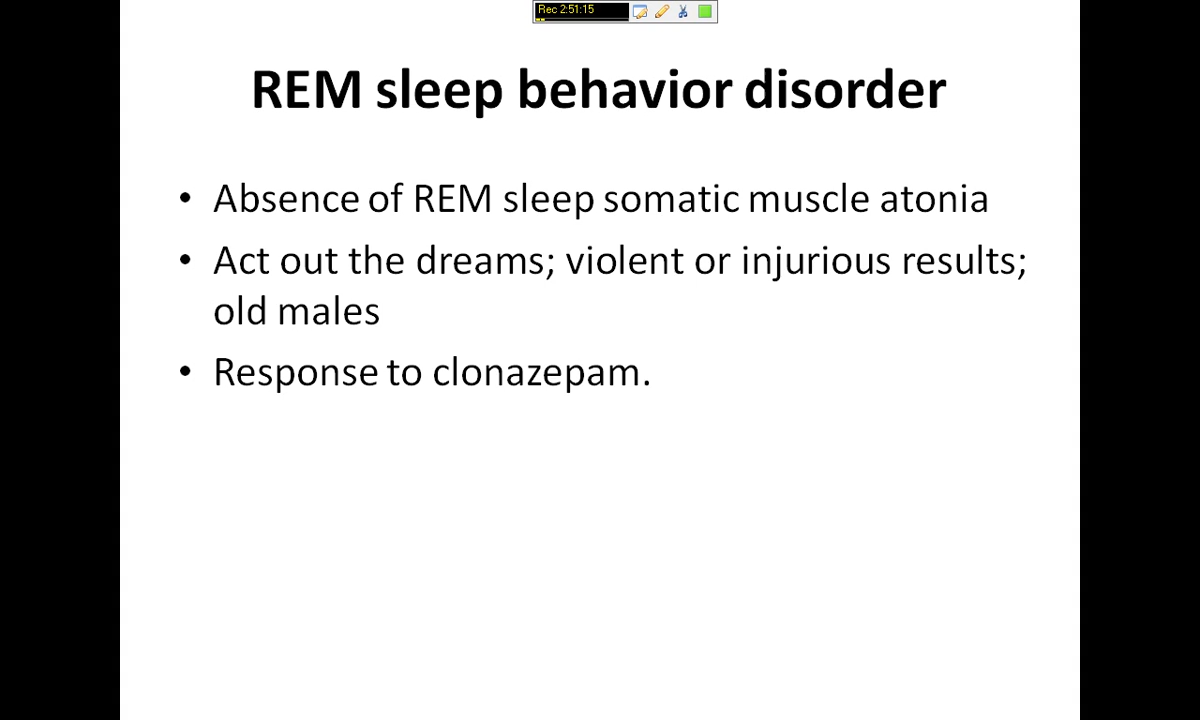 Rec 2:51:15
REM sleep behavior disorder
• Absence of REM sleep somatic muscle atonia
• Act out the dreams; violent or injurious results;
old males
• Response to clonazepam.